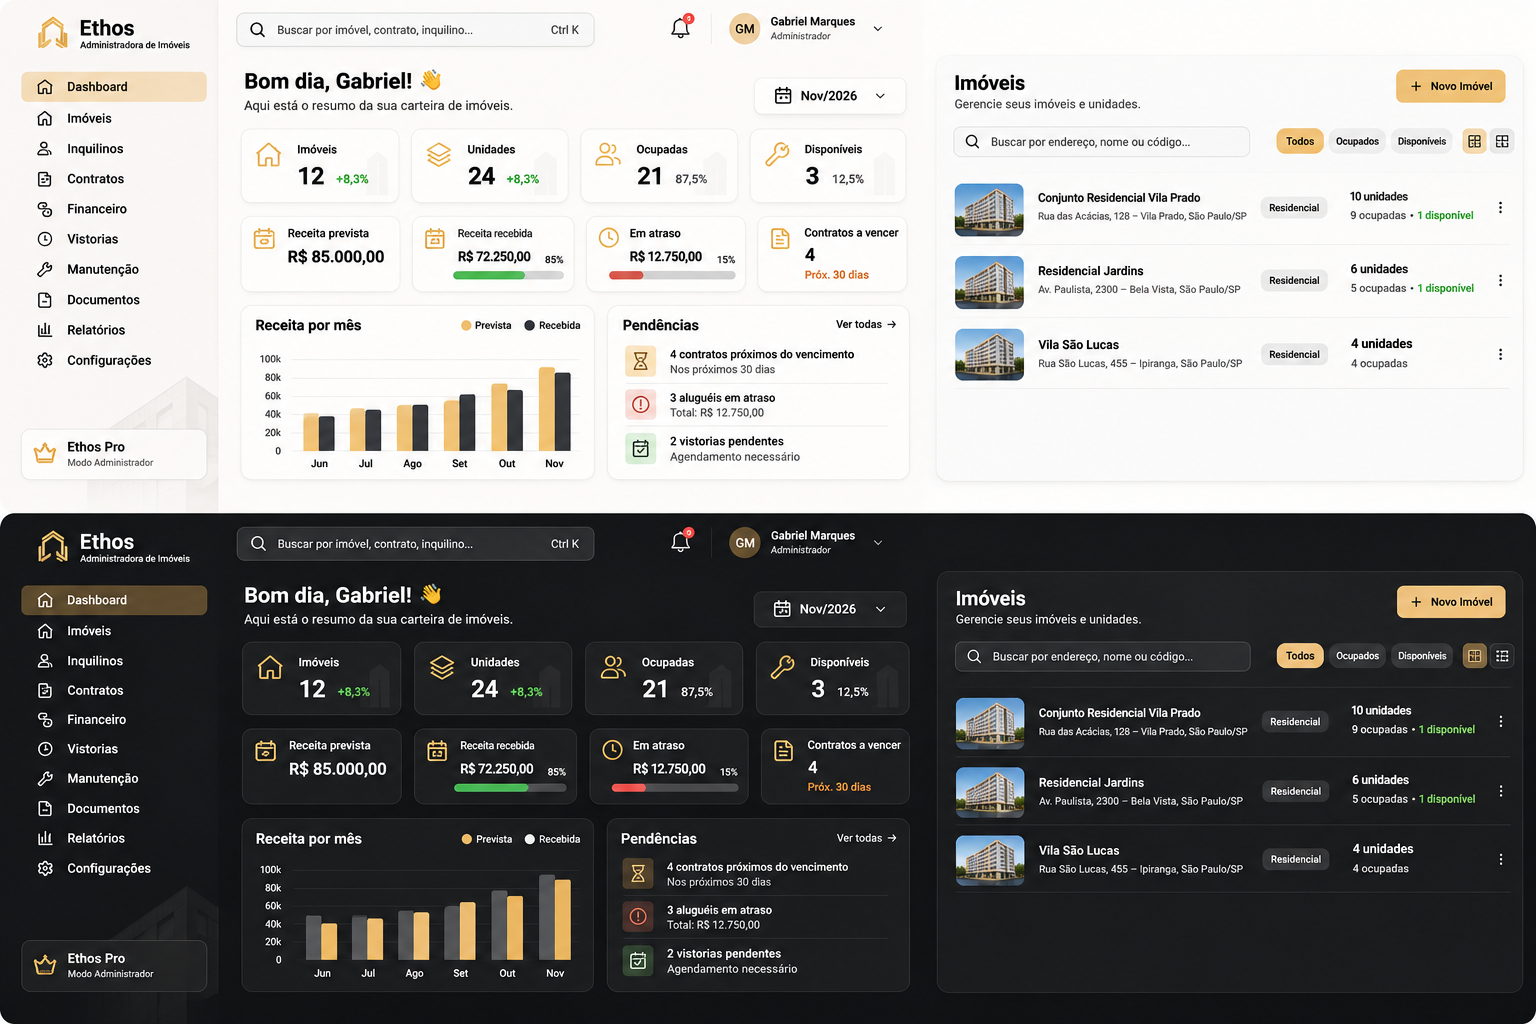 Ethos
Administradora de Imóveis
Dashboard
Imóveis
Inquilinos
Contratos
Financeiro
Vistorias
Manutenção
Documentos
Relatórios
Configurações
Ethos Pro
Modo Administrador
Buscar por imóvel, contrato, inquilino...
Ctrl K
GM
Gabriel Marques
Administrador
Bom dia, Gabriel! 👋
Aqui está o resumo da sua carteira de imóveis.
Nov/2026
Imóveis
12 +8,3%
Unidades
24 +8,3%
Ocupadas
21 87,5%
Disponíveis
3 12,5%
Receita prevista
R$ 85.000,00
Receita recebida
R$ 72.250,00 85%
Em atraso
R$ 12.750,00 15%
Contratos a vencer
4
Próx. 30 dias
Receita por mês
Prevista
Recebida
100k
80k
60k
40k
20k
0
Jun Jul Ago Set Out Nov
Pendências
Ver todas →
4 contratos próximos do vencimento
Nos próximos 30 dias
3 aluguéis em atraso
Total: R$ 12.750,00
2 vistorias pendentes
Agendamento necessário
Imóveis
Gerencie seus imóveis e unidades.
+ Novo Imóvel
Buscar por endereço, nome ou código...
Todos
Ocupados
Disponíveis
Conjunto Residencial Vila Prado
Rua das Acácias, 128 – Vila Prado, São Paulo/SP
Residencial
10 unidades
9 ocupadas • 1 disponível
Residencial Jardins
Av. Paulista, 2300 – Bela Vista, São Paulo/SP
Residencial
6 unidades
5 ocupadas • 1 disponível
Vila São Lucas
Rua São Lucas, 455 – Ipiranga, São Paulo/SP
Residencial
4 unidades
4 ocupadas
Ethos
Administradora de Imóveis
Dashboard
Imóveis
Inquilinos
Contratos
Financeiro
Vistorias
Manutenção
Documentos
Relatórios
Configurações
Ethos Pro
Modo Administrador
Buscar por imóvel, contrato, inquilino...
Ctrl K
GM
Gabriel Marques
Administrador
Bom dia, Gabriel! 👋
Aqui está o resumo da sua carteira de imóveis.
Nov/2026
Imóveis
12 +8,3%
Unidades
24 +8,3%
Ocupadas
21 87,5%
Disponíveis
3 12,5%
Receita prevista
R$ 85.000,00
Receita recebida
R$ 72.250,00 85%
Em atraso
R$ 12.750,00 15%
Contratos a vencer
4
Próx. 30 dias
Receita por mês
Prevista
Recebida
100k
80k
60k
40k
20k
0
Jun Jul Ago Set Out Nov
Pendências
Ver todas →
4 contratos próximos do vencimento
Nos próximos 30 dias
3 aluguéis em atraso
Total: R$ 12.750,00
2 vistorias pendentes
Agendamento necessário
Imóveis
Gerencie seus imóveis e unidades.
+ Novo Imóvel
Buscar por endereço, nome ou código...
Todos
Ocupados
Disponíveis
Conjunto Residencial Vila Prado
Rua das Acácias, 128 – Vila Prado, São Paulo/SP
Residencial
10 unidades
9 ocupadas • 1 disponível
Residencial Jardins
Av. Paulista, 2300 – Bela Vista, São Paulo/SP
Residencial
6 unidades
5 ocupadas • 1 disponível
Vila São Lucas
Rua São Lucas, 455 – Ipiranga, São Paulo/SP
Residencial
4 unidades
4 ocupadas